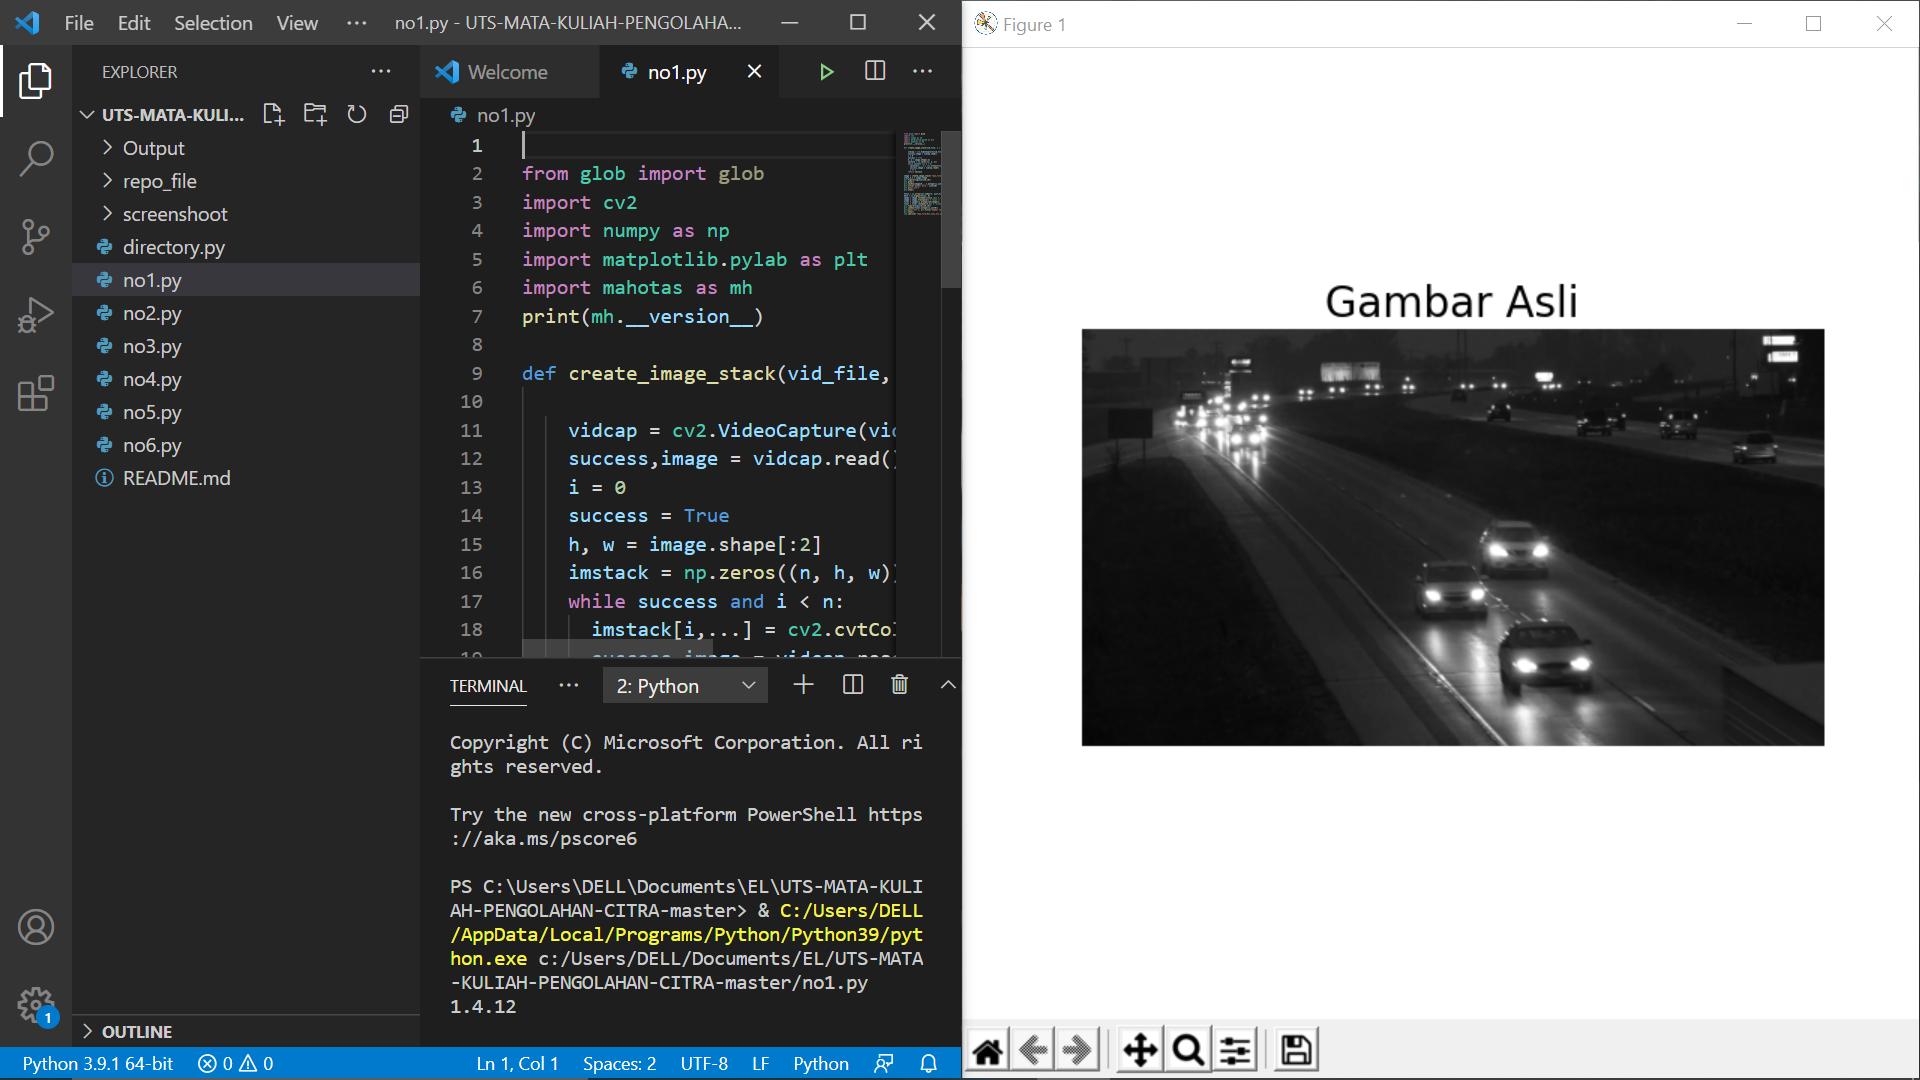 File Edit Selection View ··· no1.py - UTS-MATA-KULIAH-PENGOLAHA...
EXPLORER ···
UTS-MATA-KULI...
Output
repo_file
screenshoot
directory.py
no1.py
no2.py
no3.py
no4.py
no5.py
no6.py
README.md
OUTLINE
1
Welcome
no1.py
no1.py
1
2 from glob import glob
3 import cv2
4 import numpy as np
5 import matplotlib.pylab as plt
6 import mahotas as mh
7 print(mh.__version__)
8
9 def create_image_stack(vid_file,
10
11 vidcap = cv2.VideoCapture(vi
12 success,image = vidcap.read()
13 i = 0
14 success = True
15 h, w = image.shape[:2]
16 imstack = np.zeros((n, h, w))
17 while success and i < n:
18 imstack[i,...] = cv2.cvtCo
TERMINAL ··· 2: Python
Copyright (C) Microsoft Corporation. All ri
ghts reserved.
Try the new cross-platform PowerShell https
://aka.ms/pscore6
PS C:\Users\DELL\Documents\EL\UTS-MATA-KULI
AH-PENGOLAHAN-CITRA-master> & C:/Users/DELL
/AppData/Local/Programs/Python/Python39/pyt
hon.exe c:/Users/DELL/Documents/EL/UTS-MATA
-KULIAH-PENGOLAHAN-CITRA-master/no1.py
1.4.12
Python 3.9.1 64-bit 0 0 Ln 1, Col 1 Spaces: 2 UTF-8 LF Python
Figure 1
Gambar Asli